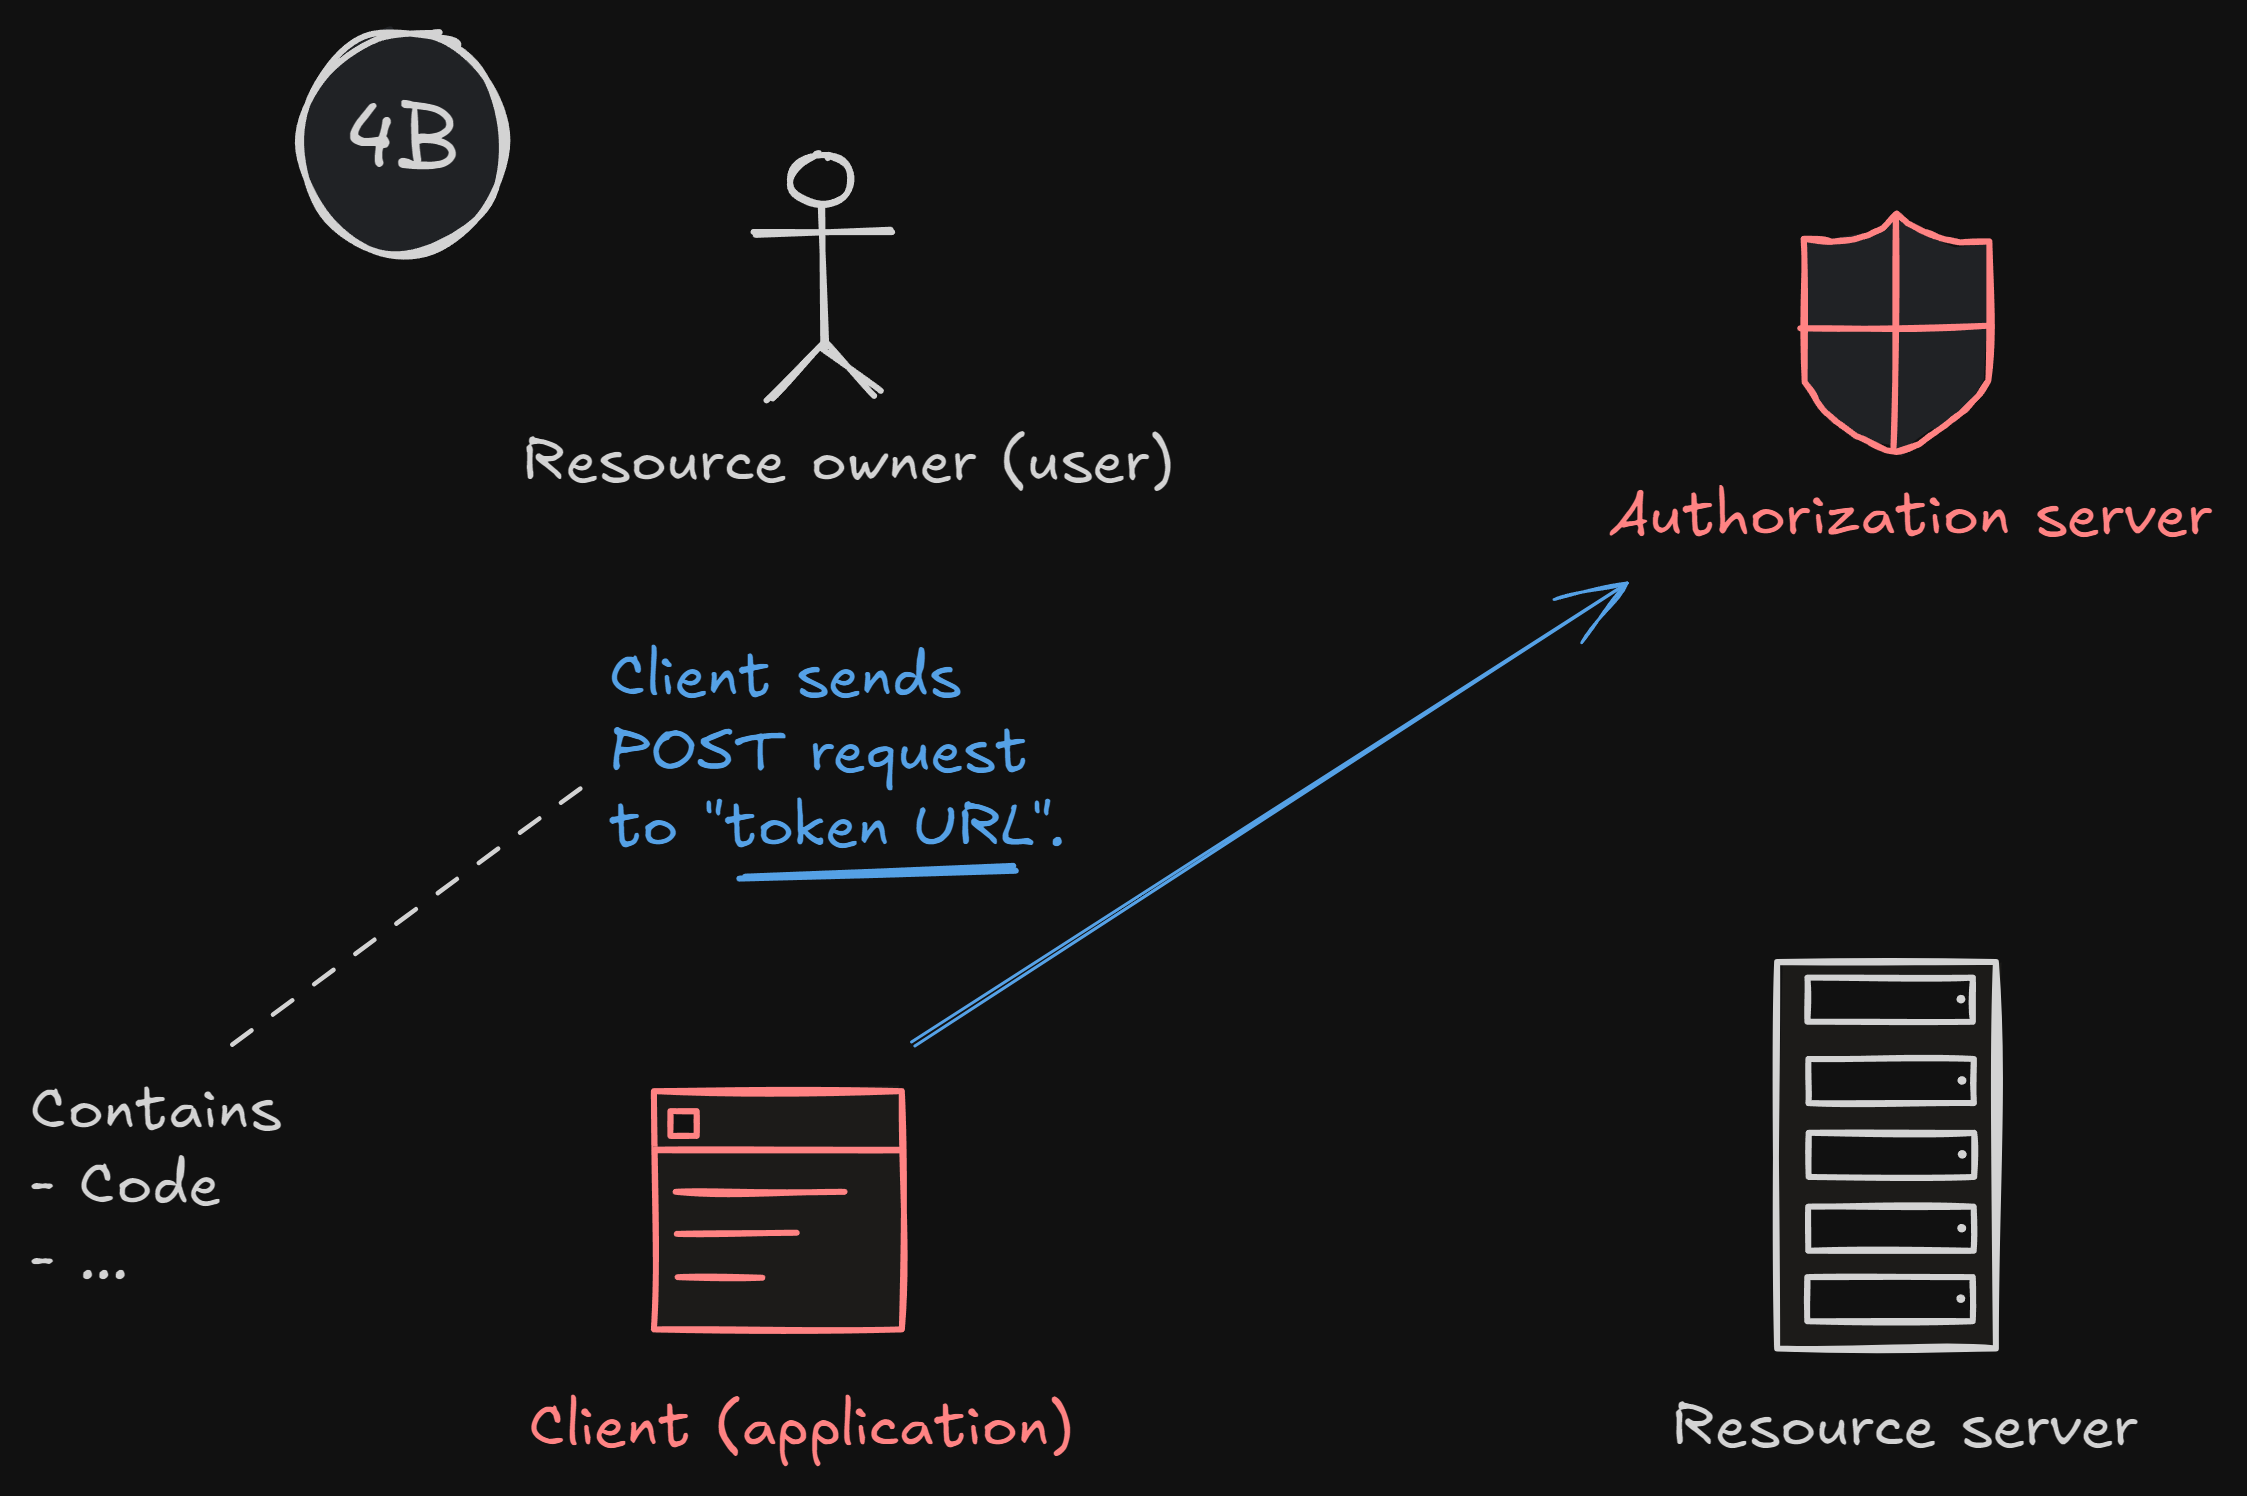 4B
Resource owner (user)
Authorization server
Client sends
POST request
to "token URL".
Contains
- Code
- ...
Client (application)
Resource server